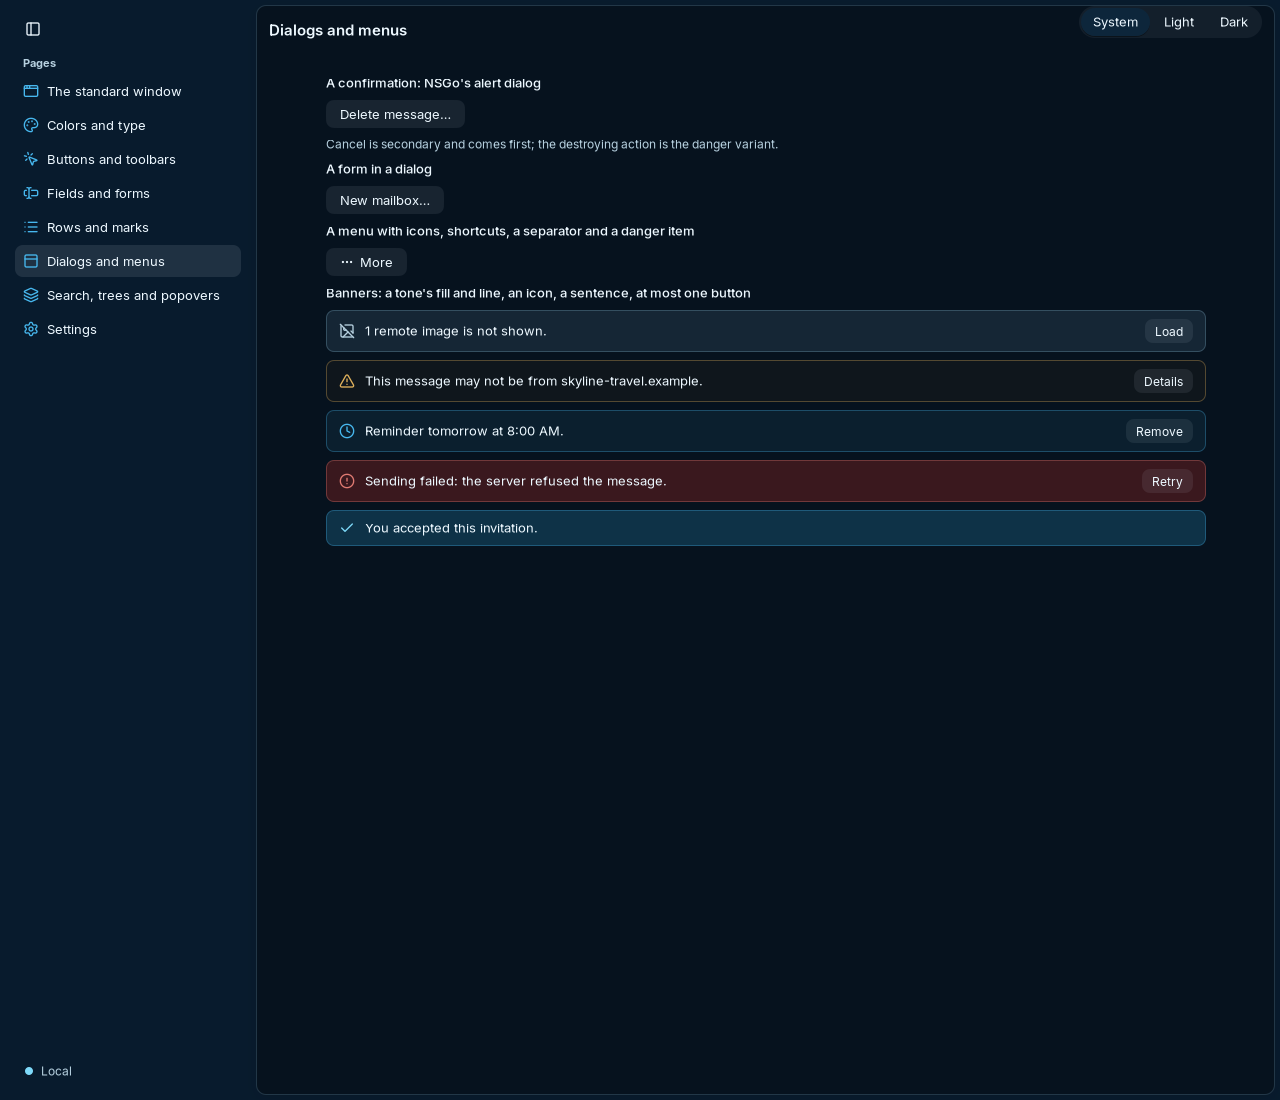 Dialogs and menus
System
Light
Dark
Pages
The standard window
Colors and type
Buttons and toolbars
Fields and forms
Rows and marks
Dialogs and menus
Search, trees and popovers
Settings
Local
A confirmation: NSGo's alert dialog
Delete message...
Cancel is secondary and comes first; the destroying action is the danger variant.
A form in a dialog
New mailbox...
A menu with icons, shortcuts, a separator and a danger item
More
Banners: a tone's fill and line, an icon, a sentence, at most one button
1 remote image is not shown.
Load
This message may not be from skyline-travel.example.
Details
Reminder tomorrow at 8:00 AM.
Remove
Sending failed: the server refused the message.
Retry
You accepted this invitation.